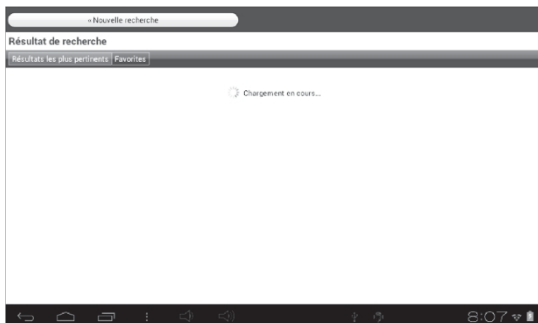 « Nouvelle recherche
Résultat de recherche
Résultats les plus pertinents Favorites
Chargement en cours...
8:07